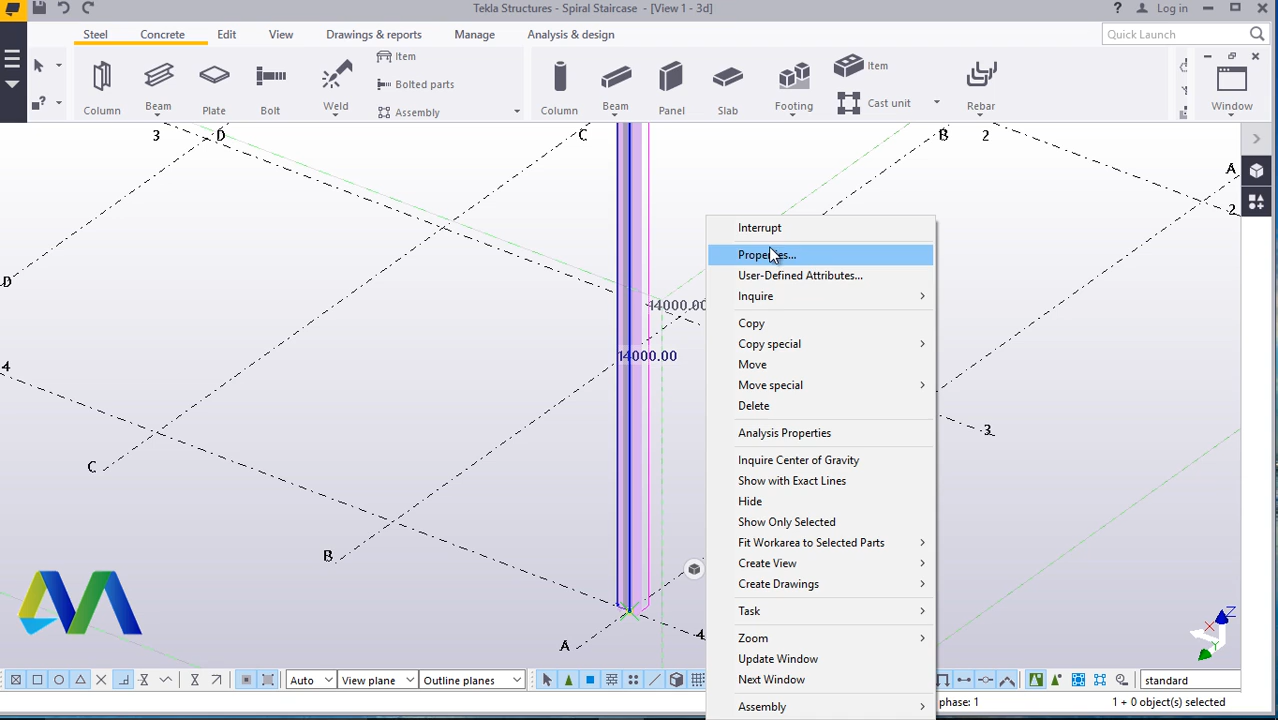 Tekla Structures - Spiral Staircase - [View 1 - 3d]
? Log in
Steel Concrete Edit View Drawings & reports Manage Analysis & design
Quick Launch
Column
Beam
Plate
Bolt
Weld
Item
Bolted parts
Assembly
Column
Beam
Panel
Slab
Footing
Item
Cast unit
Rebar
Window
3 D C B 2 A
2
D
14000.00
14000.00
4
3
C
B
A
4
Interrupt
Properties...
User-Defined Attributes...
Inquire
Copy
Copy special
Move
Move special
Delete
Analysis Properties
Inquire Center of Gravity
Show with Exact Lines
Hide
Show Only Selected
Fit Workarea to Selected Parts
Create View
Create Drawings
Task
Zoom
Update Window
Next Window
Assembly
Z
X
Y
Auto
View plane
Outline planes
standard
phase: 1
1 + 0 object(s) selected